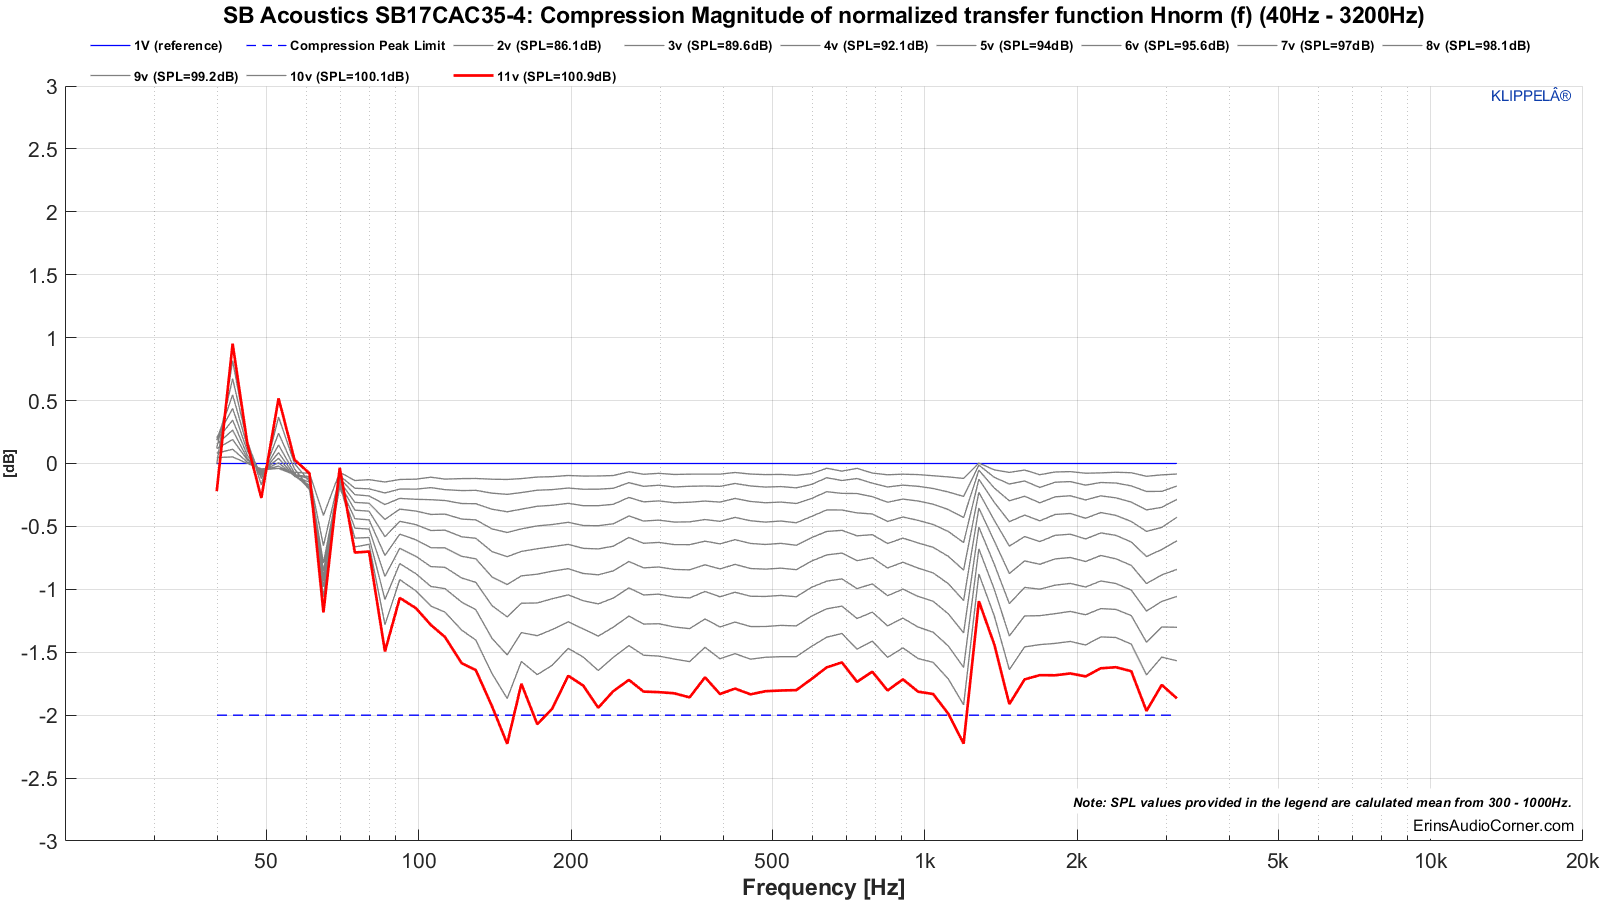 SB Acoustics SB17CAC35-4: Compression Magnitude of normalized transfer function Hnorm (f) (40Hz - 3200Hz)
1V (reference) Compression Peak Limit 2v (SPL=86.1dB) 3v (SPL=89.6dB) 4v (SPL=92.1dB) 5v (SPL=94dB) 6v (SPL=95.6dB) 7v (SPL=97dB) 8v (SPL=98.1dB)
9v (SPL=99.2dB) 10v (SPL=100.1dB) 11v (SPL=100.9dB)
KLIPPELÂ®
3
2.5
2
1.5
1
0.5
0
-0.5
-1
-1.5
-2
-2.5
-3
[dB]
Note: SPL values provided in the legend are calulated mean from 300 - 1000Hz.
ErinsAudioCorner.com
50 100 200 500 1k 2k 5k 10k 20k
Frequency [Hz]